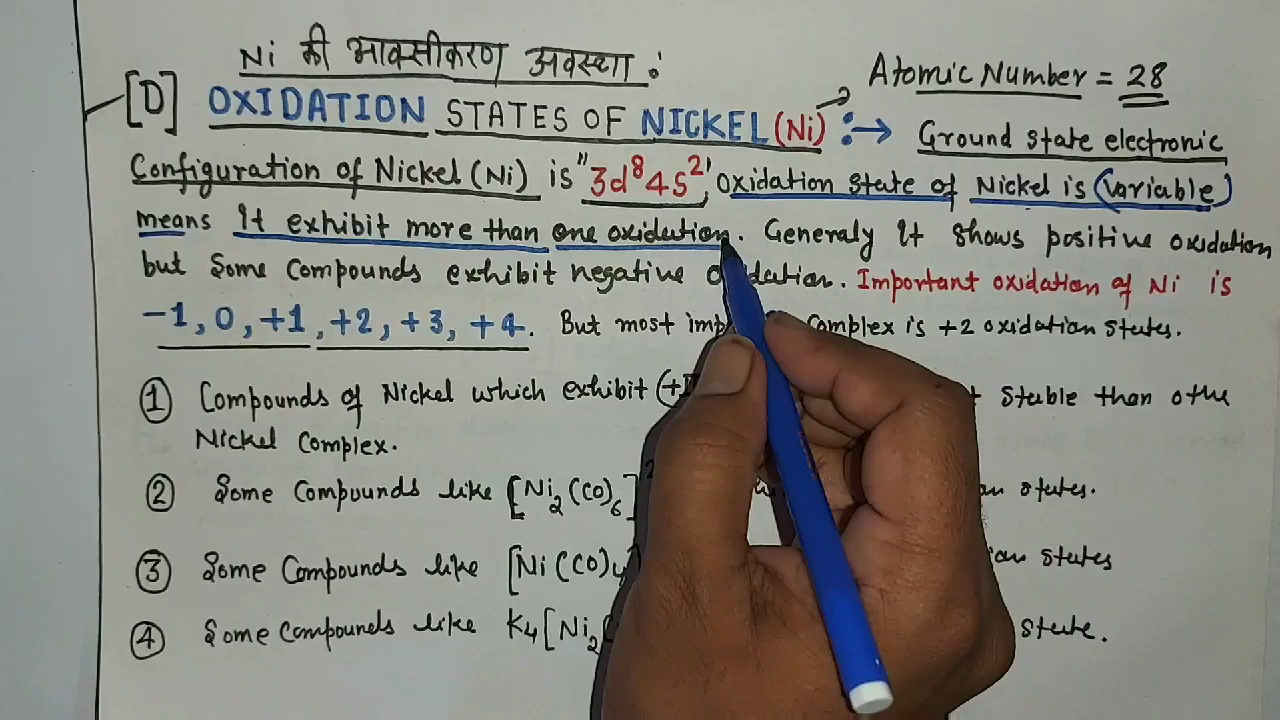 Ni की आक्सीकरण अवस्था :
Atomic Number = 28
[D] OXIDATION STATES OF NICKEL (Ni) : → Ground state electronic
Configuration of Nickel (Ni) is "3d⁸4s²", Oxidation state of Nickel is (variable)
means It exhibit more than one oxidation. Generaly It shows positive oxidation
but some compounds exhibit negative oxidation. Important oxidation of Ni is
-1, 0, +1, +2, +3, +4. But most Complex is +2 oxidation states.
① Compounds of Nickel which exhibit stable than othe
Nickel Complex.
② Some Compounds like [Ni₂(CO)₆] states.
③ Some Compounds like [Ni(CO)₄ states
④ Some compounds like K₄[Ni₂ state.